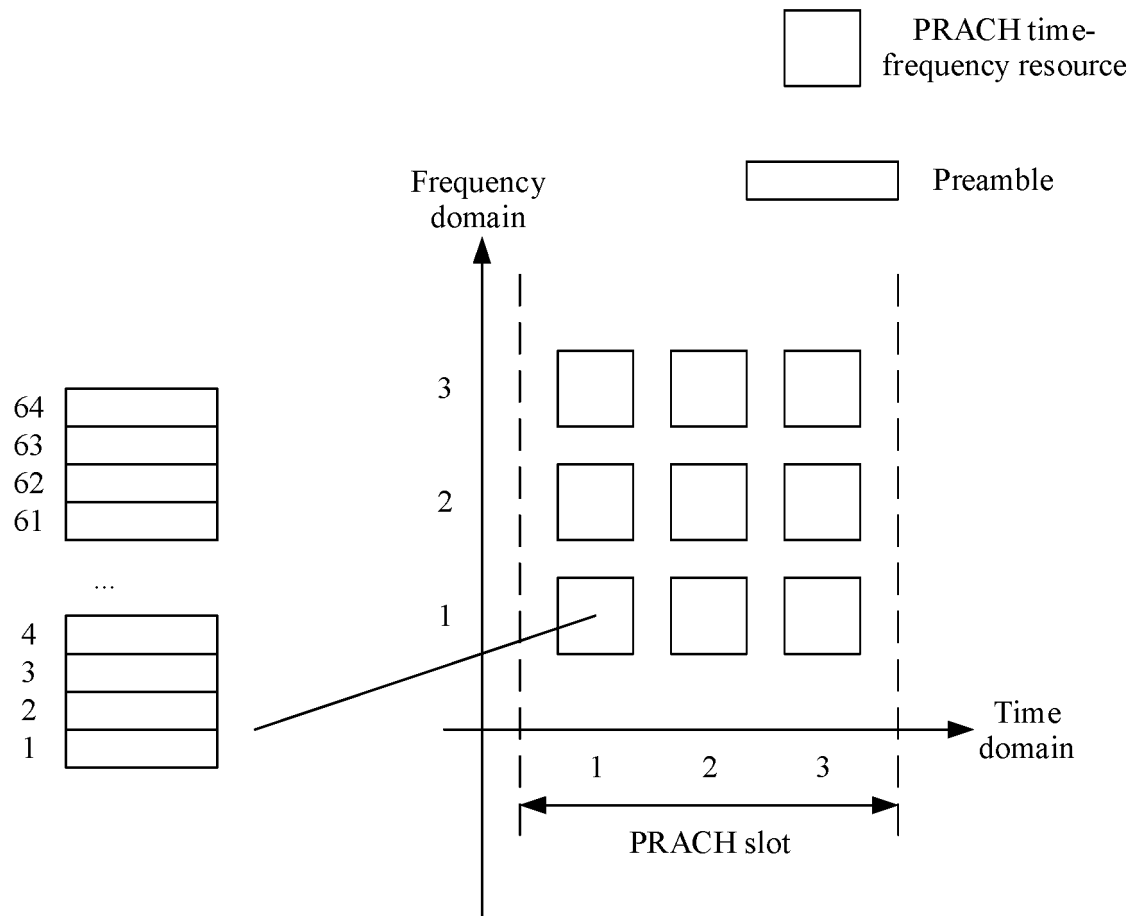 PRACH time-
frequency resource
Preamble
Frequency
domain
3
2
1
64
63
62
61
...
4
3
2
1
Time
domain
1 2 3
PRACH slot